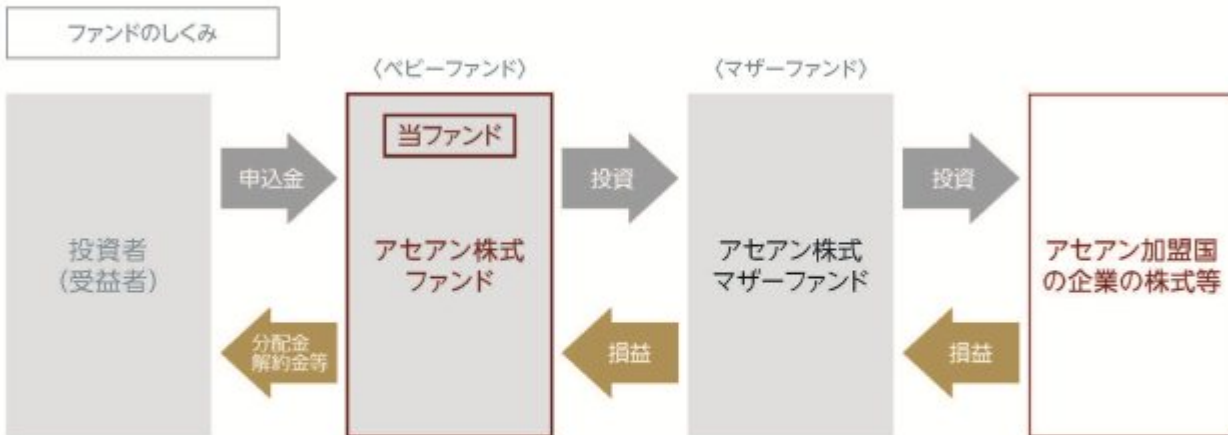 ファンドのしくみ
〈ベビーファンド〉
〈マザーファンド〉
投資者
(受益者)
申込金
分配金
解約金等
当ファンド
アセアン株式
ファンド
投資
損益
アセアン株式
マザーファンド
投資
損益
アセアン加盟国
の企業の株式等